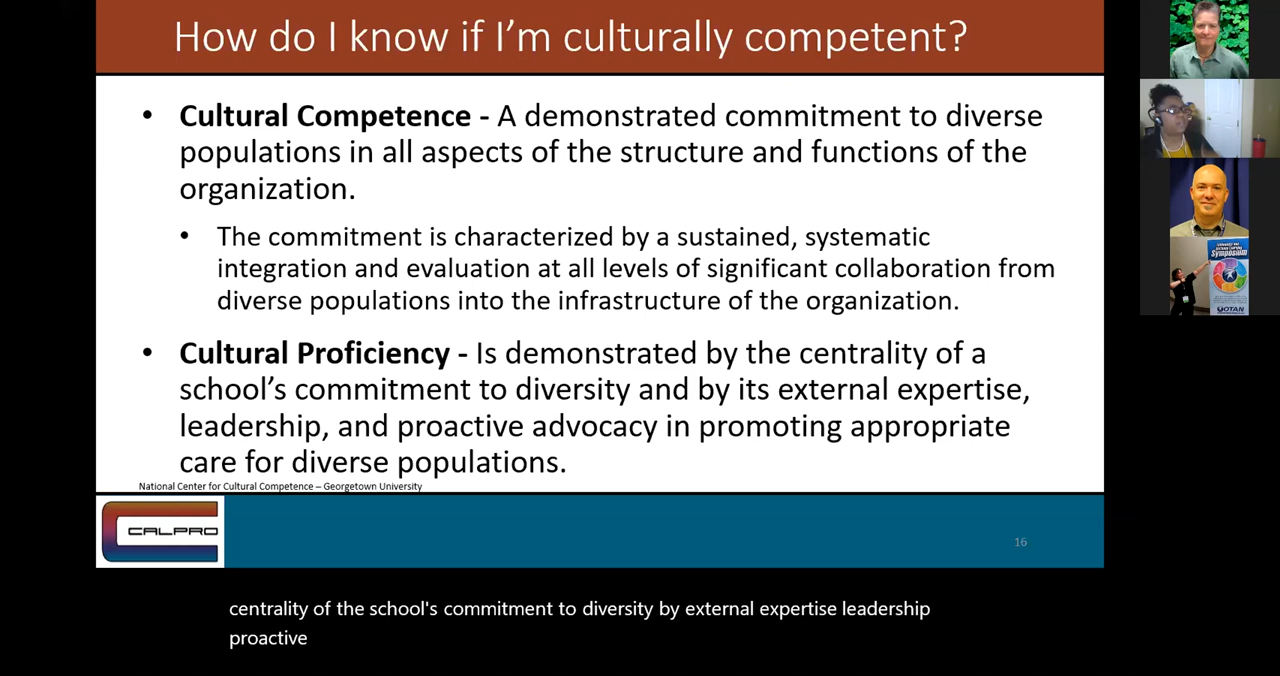 How do I know if I'm culturally competent?
• Cultural Competence - A demonstrated commitment to diverse
populations in all aspects of the structure and functions of the
organization.
• The commitment is characterized by a sustained, systematic
integration and evaluation at all levels of significant collaboration from
diverse populations into the infrastructure of the organization.
• Cultural Proficiency - Is demonstrated by the centrality of a
school's commitment to diversity and by its external expertise,
leadership, and proactive advocacy in promoting appropriate
care for diverse populations.
National Center for Cultural Competence – Georgetown University
CALPRO
16
centrality of the school's commitment to diversity by external expertise leadership
proactive
Symposium
OTAN